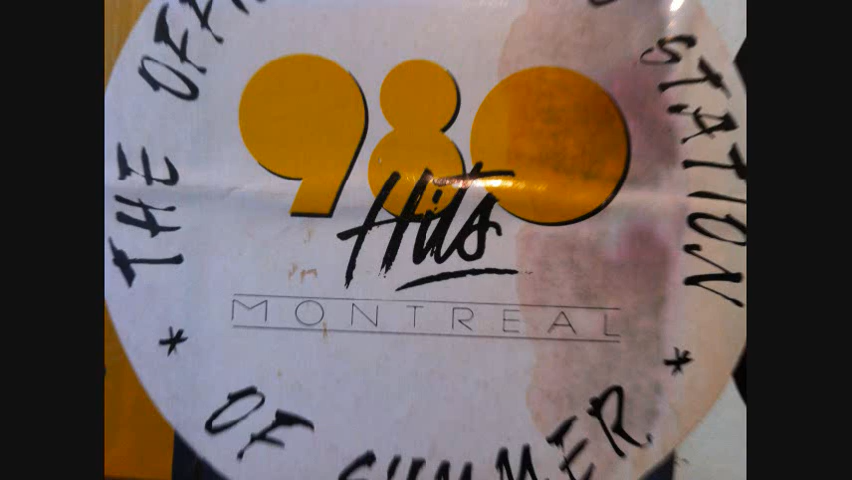 THE
STATION
980
Hits
MONTREAL
* *
OF SUMMER